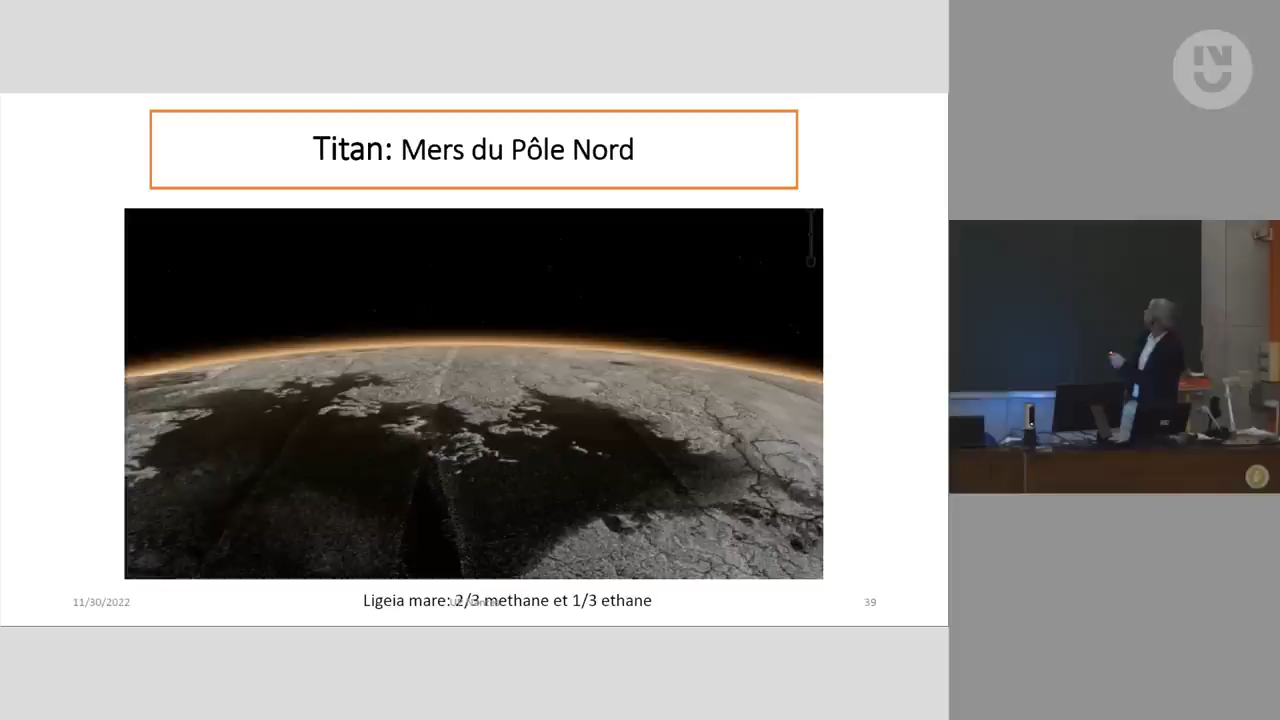 Titan: Mers du Pôle Nord
11/30/2022
Ligeia mare: 2/3 methane et 1/3 ethane
39